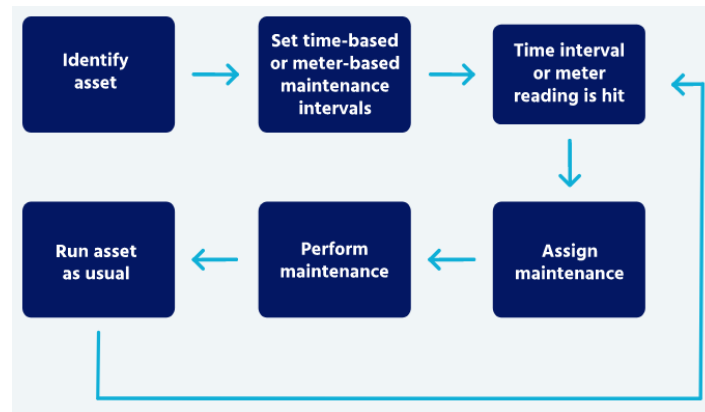 Identify
asset
Set time-based
or meter-based
maintenance
intervals
Time interval
or meter
reading is hit
Assign
maintenance
Perform
maintenance
Run asset
as usual